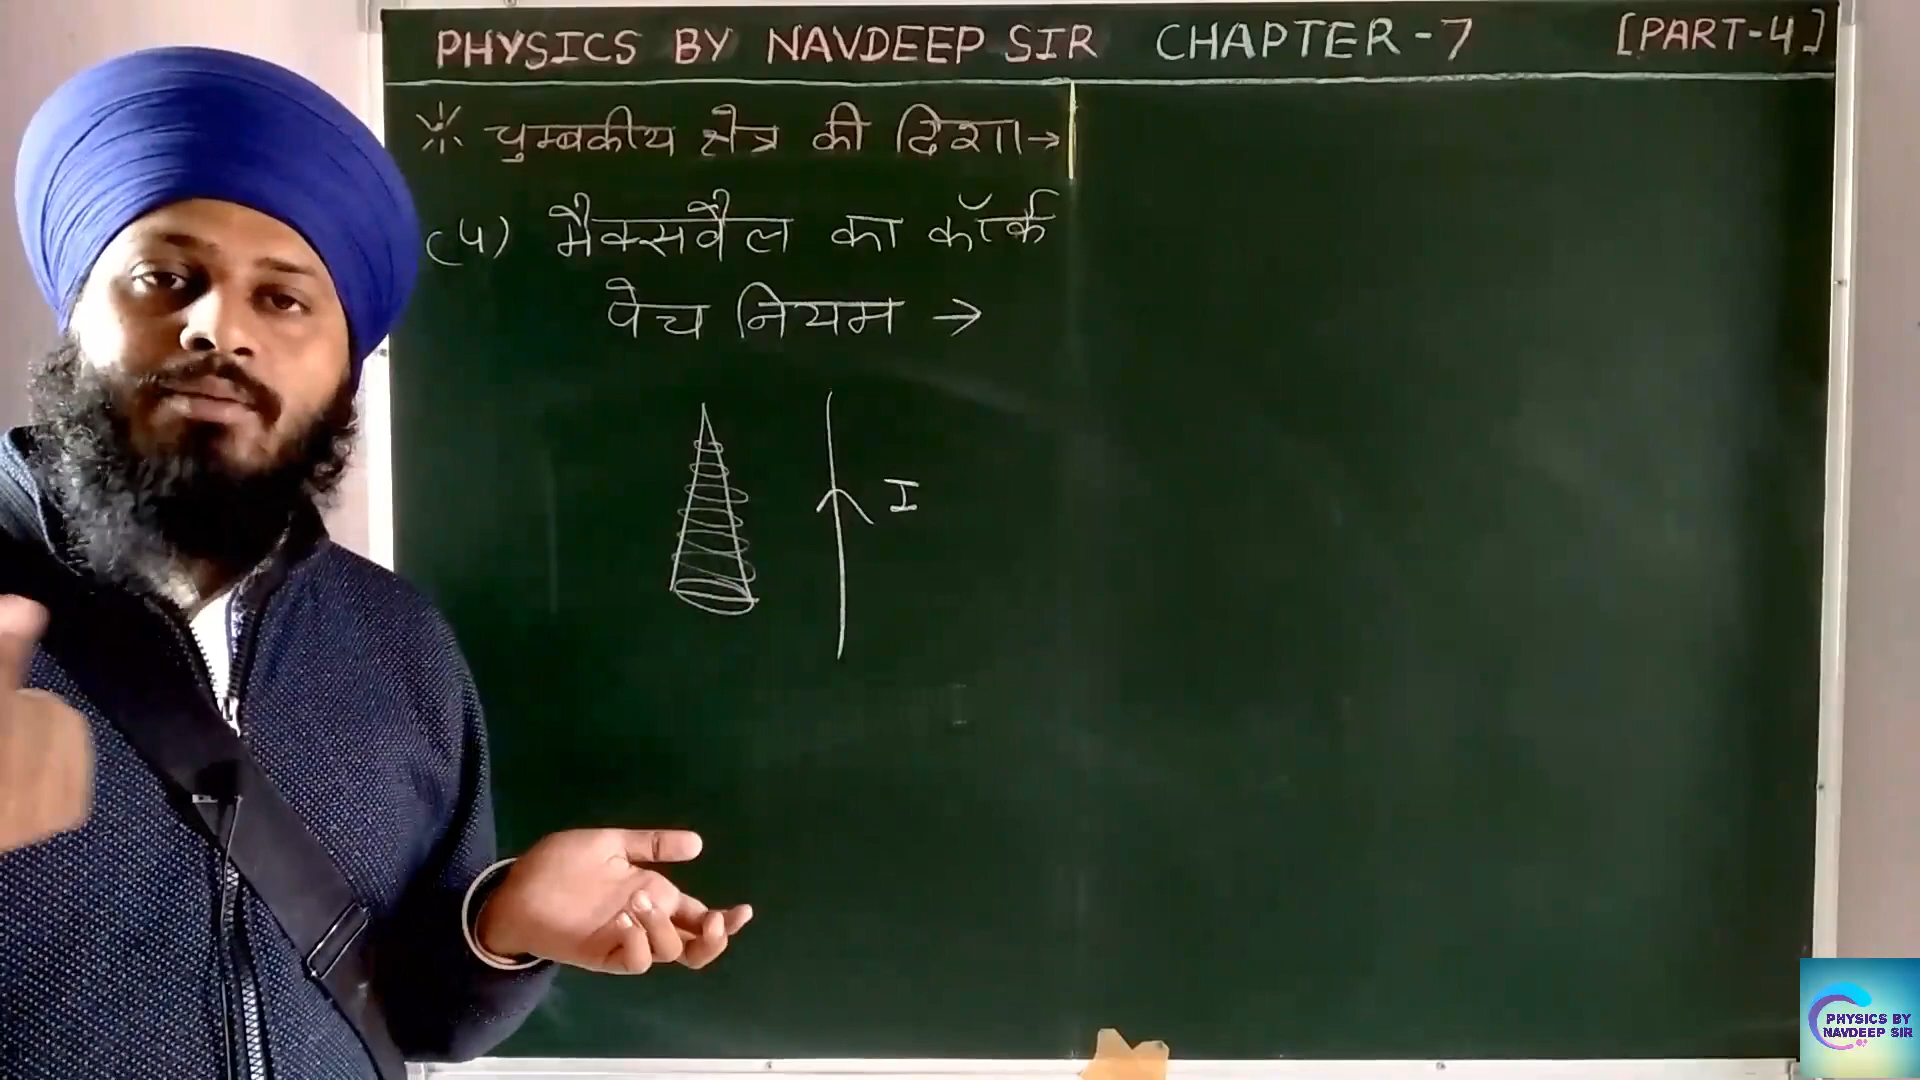 PHYSICS BY NAVDEEP SIR CHAPTER-7 [PART-4]
* चुम्बकीय क्षेत्र की दिशा→
(4) मैक्सवैल का कॉर्क
पेच नियम →
I
PHYSICS BY
NAVDEEP SIR